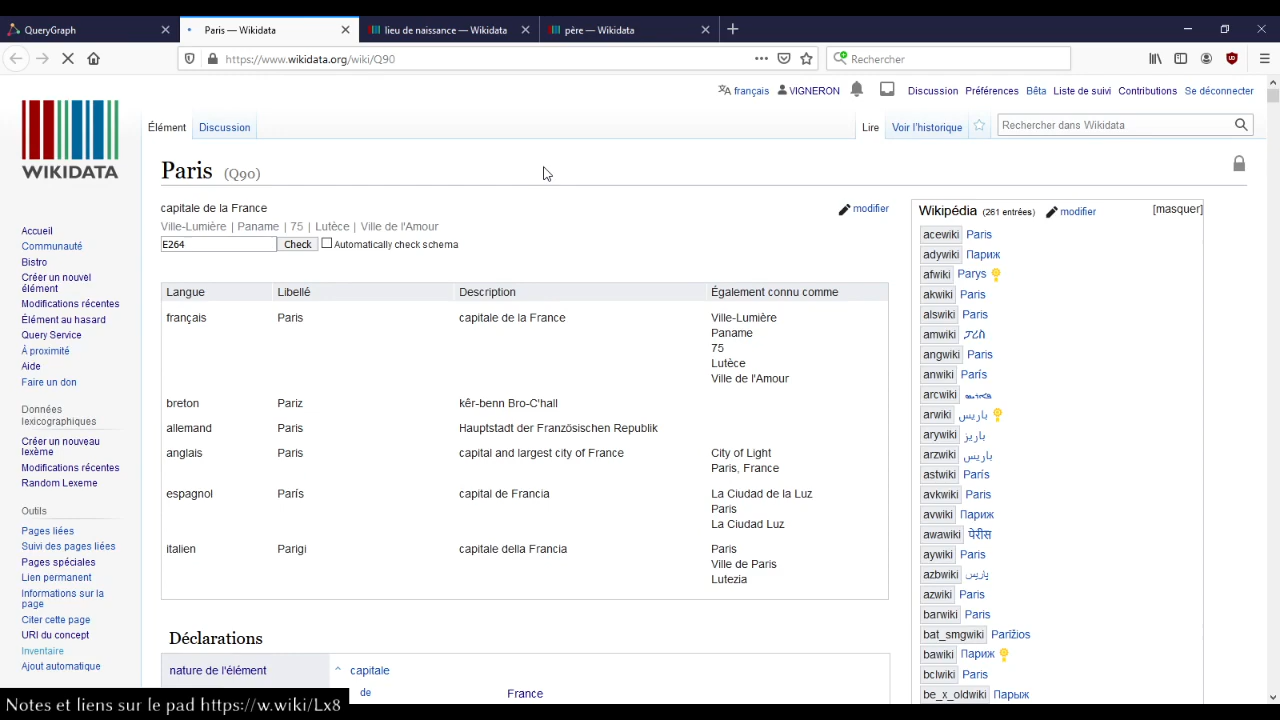 QueryGraph
Paris — Wikidata
lieu de naissance — Wikidata
père — Wikidata
https://www.wikidata.org/wiki/Q90
Rechercher
français VIGNERON Discussion Préférences Bêta Liste de suivi Contributions Se déconnecter
Élément Discussion Lire Voir l'historique Rechercher dans Wikidata
WIKIDATA
Accueil
Communauté
Bistro
Créer un nouvel
élément
Modifications récentes
Élément au hasard
Query Service
À proximité
Aide
Faire un don
Données
lexicographiques
Créer un nouveau
lexème
Modifications récentes
Random Lexeme
Outils
Pages liées
Suivi des pages liées
Pages spéciales
Lien permanent
Informations sur la
page
Citer cette page
URI du concept
Inventaire
Ajout automatique
Paris (Q90)
capitale de la France
modifier
Ville-Lumière | Paname | 75 | Lutèce | Ville de l'Amour
E264 Check Automatically check schema
Langue Libellé Description Également connu comme
français Paris capitale de la France Ville-Lumière
Paname
75
Lutèce
Ville de l'Amour
breton Pariz kêr-benn Bro-C'hall
allemand Paris Hauptstadt der Französischen Republik
anglais Paris capital and largest city of France City of Light
Paris, France
espagnol París capital de Francia La Ciudad de la Luz
Paris
La Ciudad Luz
italien Parigi capitale della Francia Paris
Ville de Paris
Lutezia
Déclarations
nature de l'élément capitale
de France
Wikipédia (261 entrées) modifier [masquer]
acewiki Paris
adywiki Париж
afwiki Parys
akwiki Paris
alswiki Paris
amwiki ፓሪስ
angwiki Paris
anwiki París
arcwiki
arwiki باريس
arywiki باريز
arzwiki باريس
astwiki París
avkwiki Paris
avwiki Париж
awawiki पेरीस
aywiki Paris
azbwiki پاریس
azwiki Paris
barwiki Paris
bat_smgwiki Parīžios
bawiki Париж
bclwiki Paris
be_x_oldwiki Парыж
Notes et liens sur le pad https://w.wiki/Lx8